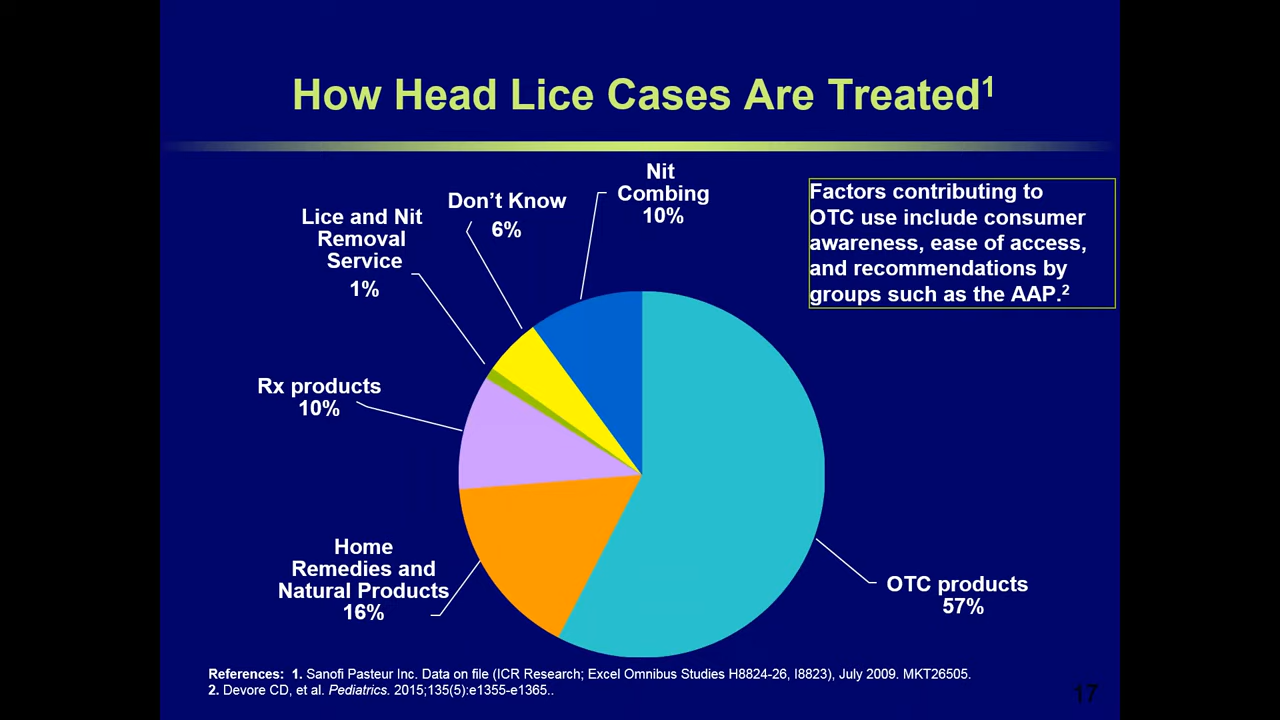 How Head Lice Cases Are Treated1
Nit
Combing
10%
Don’t Know
6%
Lice and Nit
Removal
Service
1%
Factors contributing to
OTC use include consumer
awareness, ease of access,
and recommendations by
groups such as the AAP.2
Rx products
10%
Home
Remedies and
Natural Products
16%
OTC products
57%
References: 1. Sanofi Pasteur Inc. Data on file (ICR Research; Excel Omnibus Studies H8824-26, I8823), July 2009. MKT26505.
2. Devore CD, et al. Pediatrics. 2015;135(5):e1355-e1365..
17